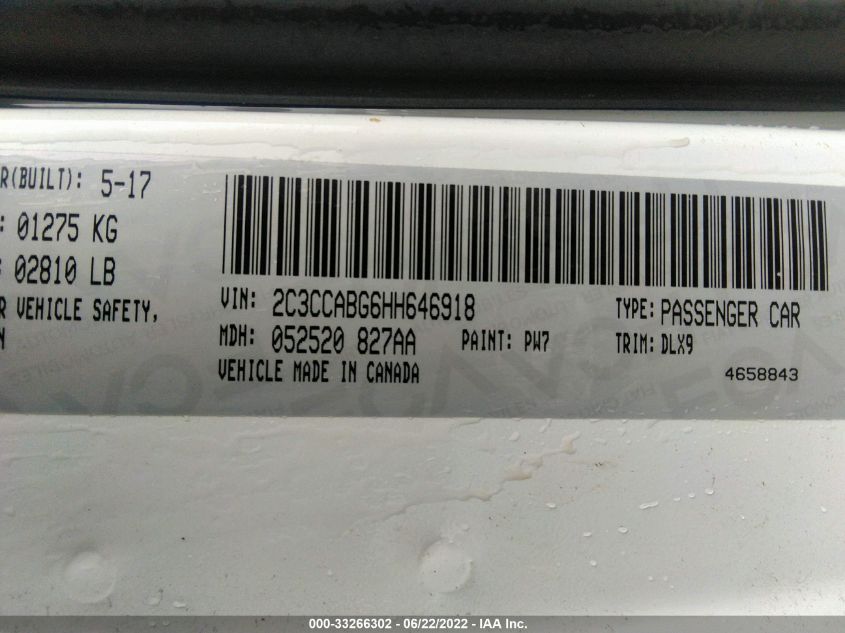 R(BUILT): 5-17
: 01275 KG
: 02810 LB
R VEHICLE SAFETY,
N
VIN: 2C3CCABG6HH646918 TYPE: PASSENGER CAR
MDH: 052520 827AA PAINT: PW7 TRIM: DLX9
VEHICLE MADE IN CANADA 4658843
000-33266302 - 06/22/2022 - IAA Inc.